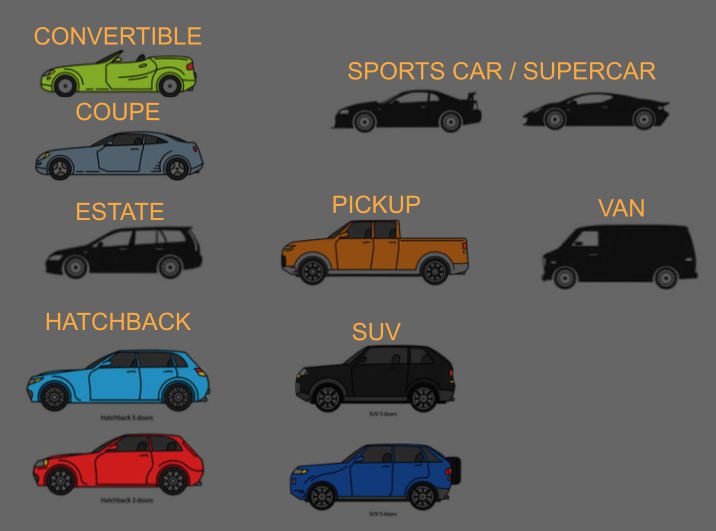 CONVERTIBLE
SPORTS CAR / SUPERCAR
COUPE
ESTATE
PICKUP
VAN
HATCHBACK
SUV
Hatchback 5 doors
SUV 5 doors
Hatchback 3 doors
SUV 5 doors